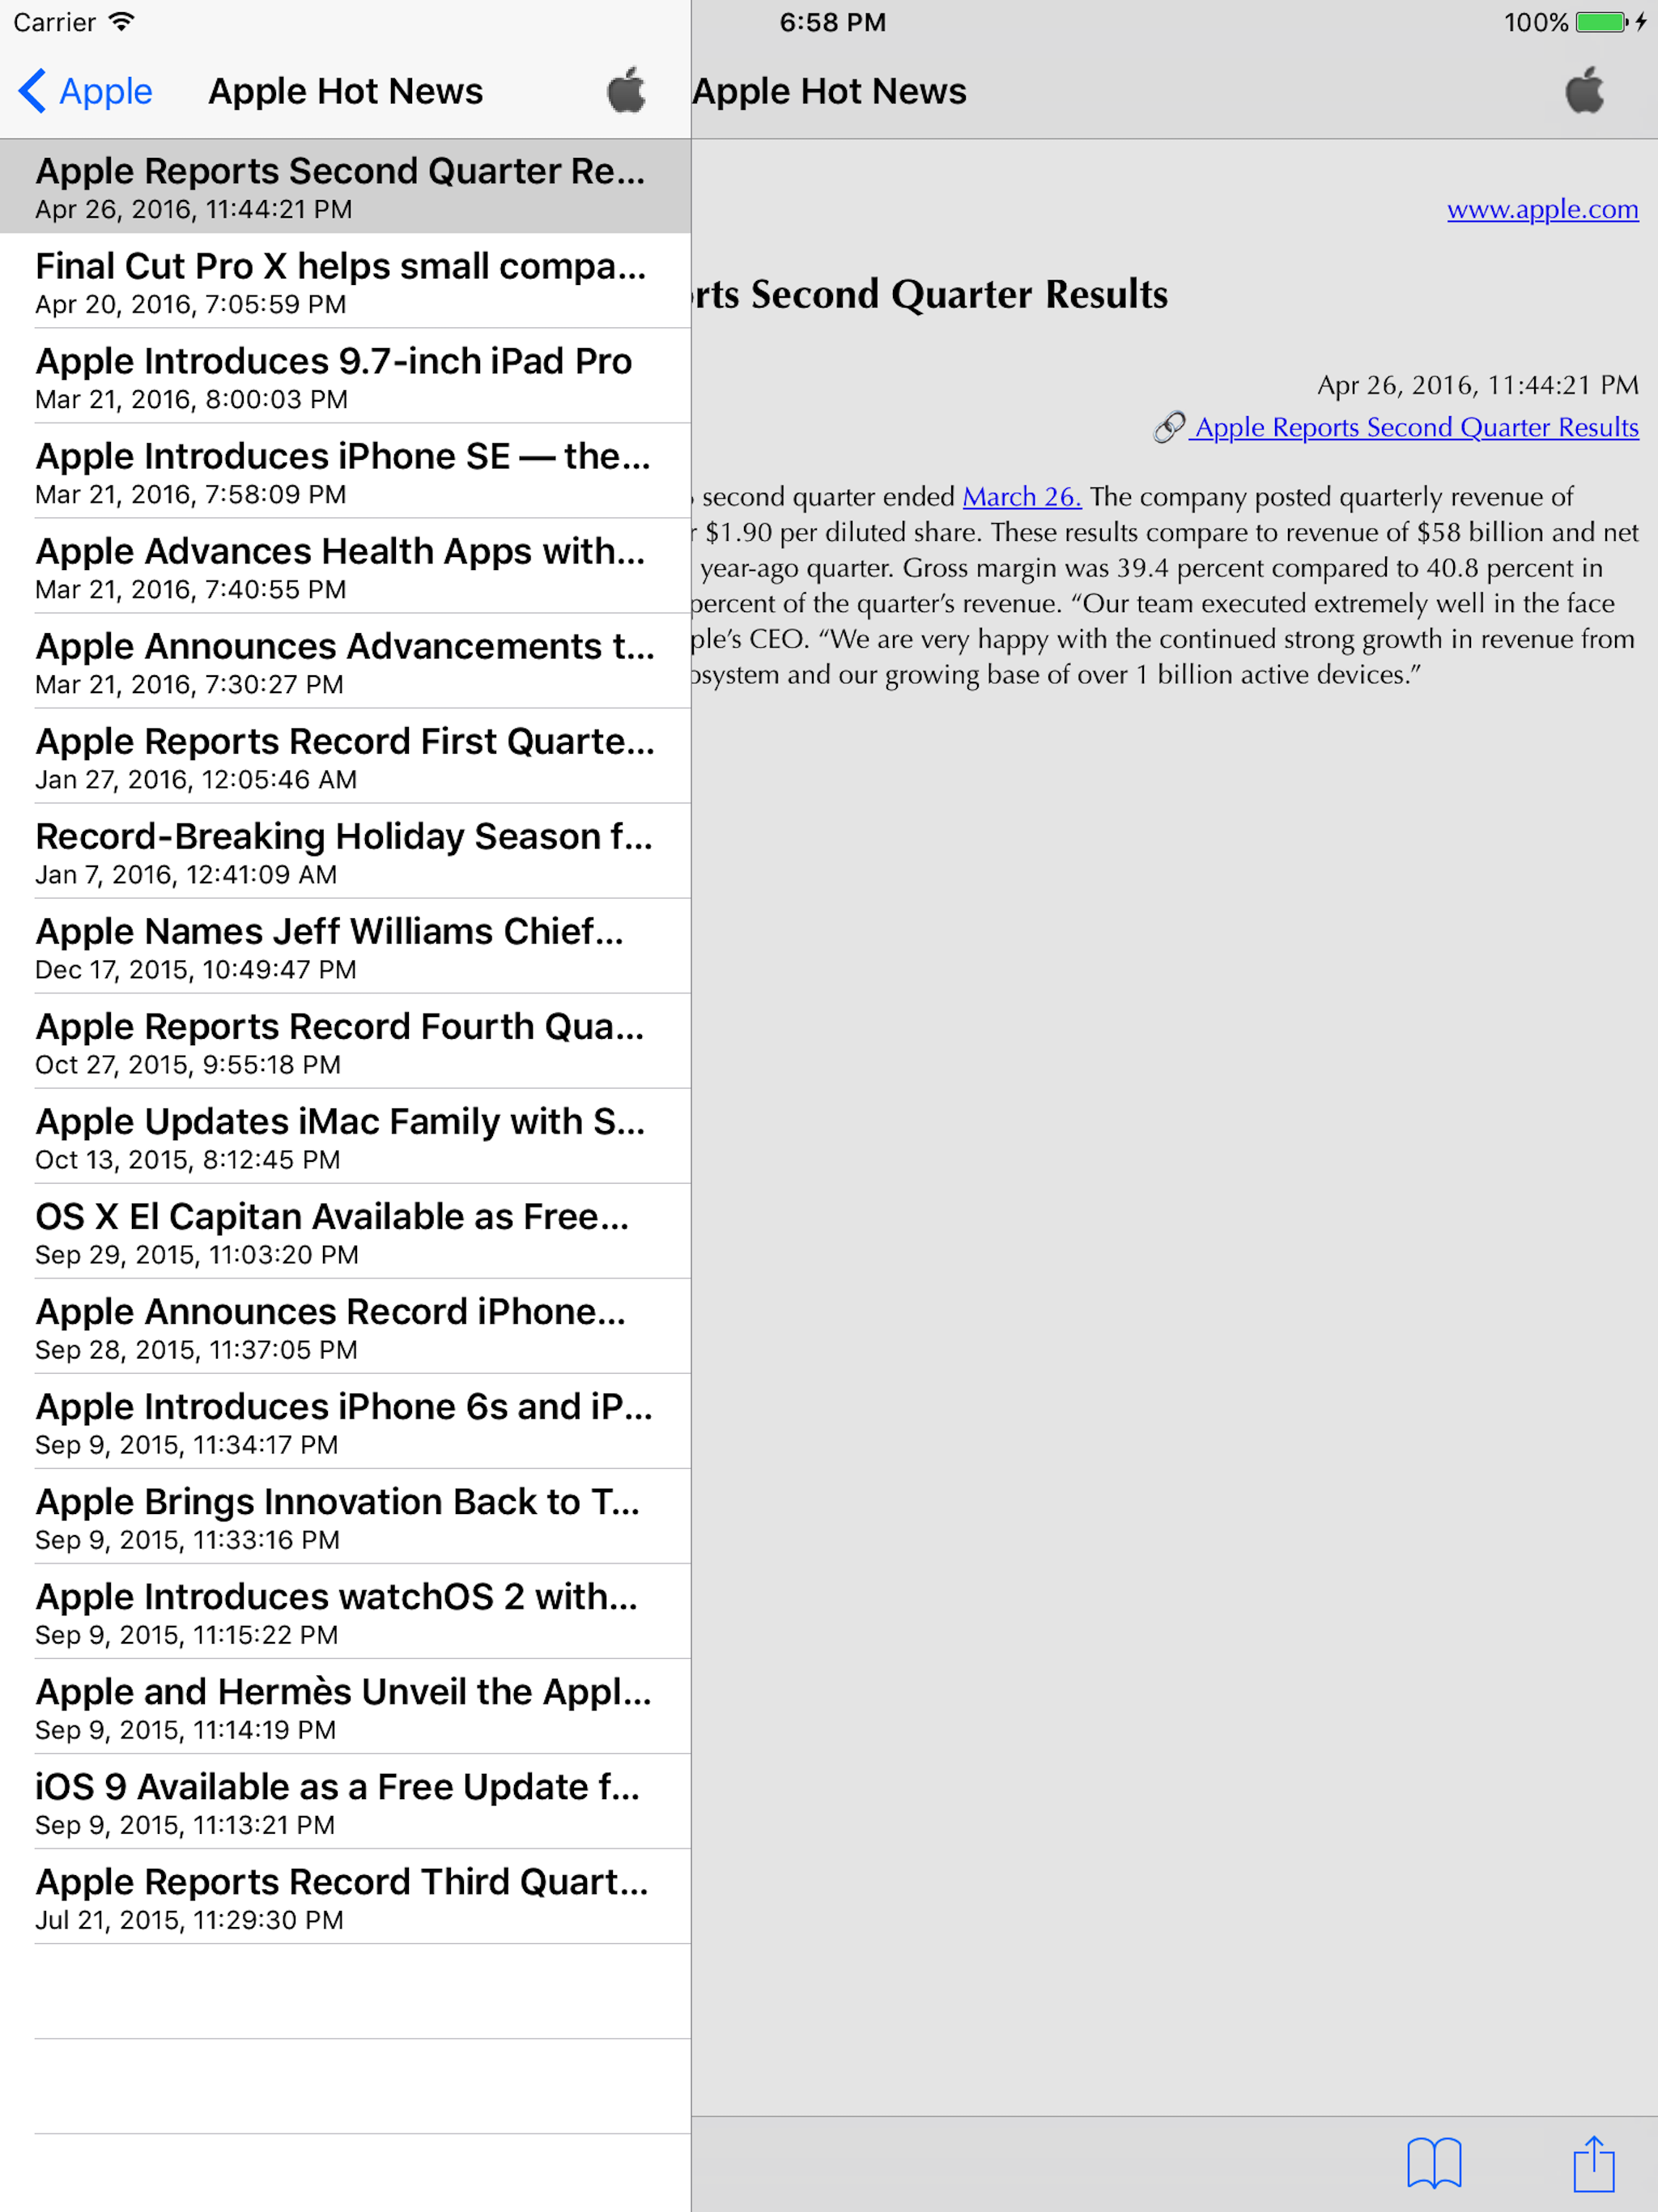 Carrier
6:58 PM
100%
Apple
Apple Hot News
Apple Reports Second Quarter Re...
Apr 26, 2016, 11:44:21 PM
Final Cut Pro X helps small compa...
Apr 20, 2016, 7:05:59 PM
Apple Introduces 9.7-inch iPad Pro
Mar 21, 2016, 8:00:03 PM
Apple Introduces iPhone SE — the...
Mar 21, 2016, 7:58:09 PM
Apple Advances Health Apps with...
Mar 21, 2016, 7:40:55 PM
Apple Announces Advancements t...
Mar 21, 2016, 7:30:27 PM
Apple Reports Record First Quarte...
Jan 27, 2016, 12:05:46 AM
Record-Breaking Holiday Season f...
Jan 7, 2016, 12:41:09 AM
Apple Names Jeff Williams Chief...
Dec 17, 2015, 10:49:47 PM
Apple Reports Record Fourth Qua...
Oct 27, 2015, 9:55:18 PM
Apple Updates iMac Family with S...
Oct 13, 2015, 8:12:45 PM
OS X El Capitan Available as Free...
Sep 29, 2015, 11:03:20 PM
Apple Announces Record iPhone...
Sep 28, 2015, 11:37:05 PM
Apple Introduces iPhone 6s and iP...
Sep 9, 2015, 11:34:17 PM
Apple Brings Innovation Back to T...
Sep 9, 2015, 11:33:16 PM
Apple Introduces watchOS 2 with...
Sep 9, 2015, 11:15:22 PM
Apple and Hermès Unveil the Appl...
Sep 9, 2015, 11:14:19 PM
iOS 9 Available as a Free Update f...
Sep 9, 2015, 11:13:21 PM
Apple Reports Record Third Quart...
Jul 21, 2015, 11:29:30 PM
Apple Hot News
www.apple.com
rts Second Quarter Results
Apr 26, 2016, 11:44:21 PM
Apple Reports Second Quarter Results
second quarter ended March 26. The company posted quarterly revenue of
$1.90 per diluted share. These results compare to revenue of $58 billion and net
year-ago quarter. Gross margin was 39.4 percent compared to 40.8 percent in
percent of the quarter’s revenue. “Our team executed extremely well in the face
ple’s CEO. “We are very happy with the continued strong growth in revenue from
osystem and our growing base of over 1 billion active devices.”